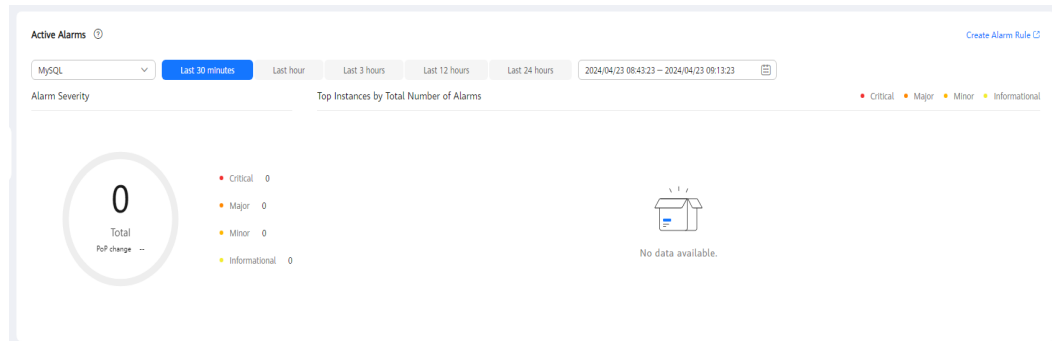 Active Alarms
Create Alarm Rule
MySQL Last 30 minutes Last hour Last 3 hours Last 12 hours Last 24 hours 2024/04/23 08:43:23 – 2024/04/23 09:13:23
Alarm Severity
Top Instances by Total Number of Alarms
Critical Major Minor Informational
0
Total
PoP change --
Critical 0
Major 0
Minor 0
Informational 0
No data available.